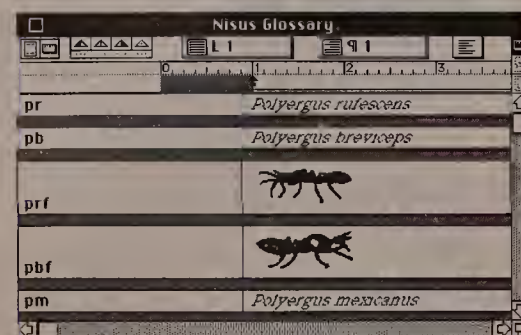 Nisus Glossary
L 1 ¶ 1
0 1 2 3
pr Polyergus rufescens
pb Polyergus breviceps
prf
pbf
pm Polyergus mexicanus